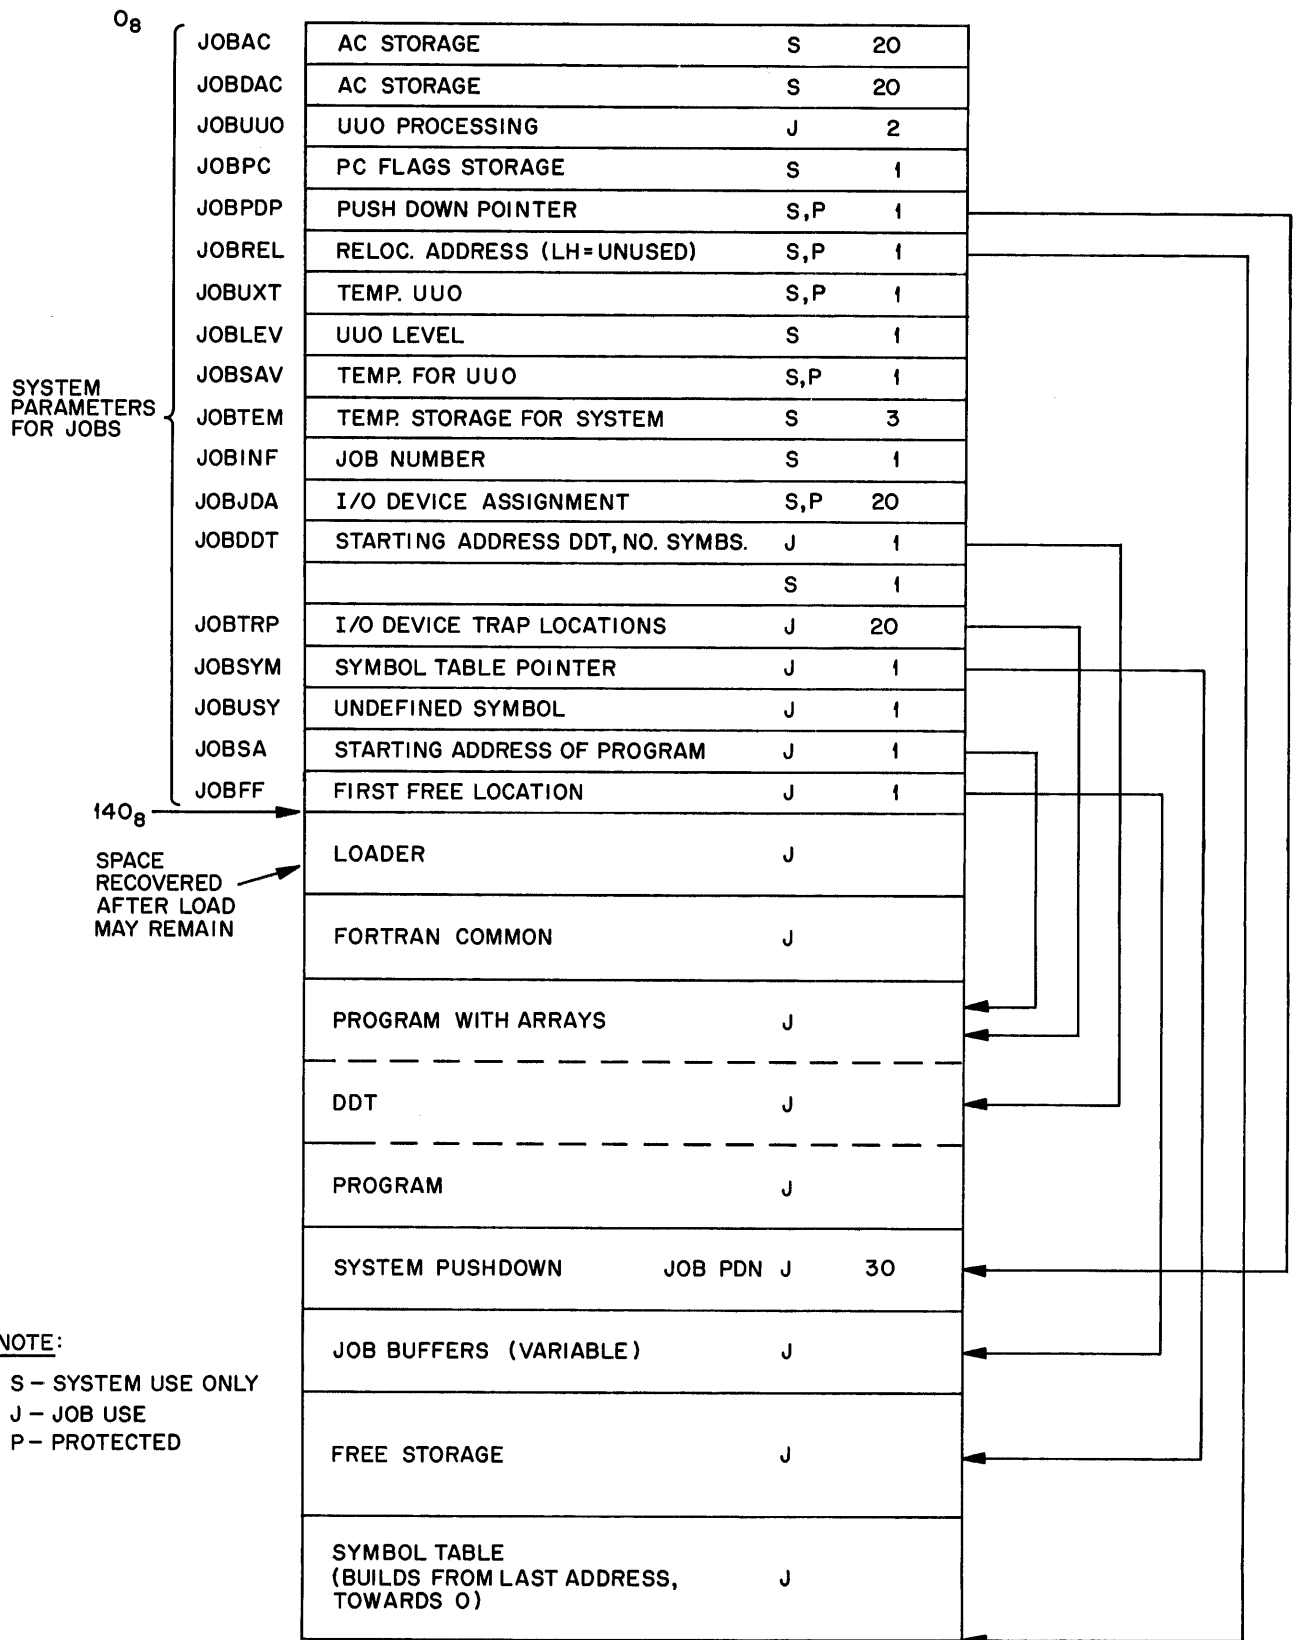 0₈
JOBAC AC STORAGE S 20
JOBDAC AC STORAGE S 20
JOBUUO UUO PROCESSING J 2
JOBPC PC FLAGS STORAGE S 1
JOBPDP PUSH DOWN POINTER S,P 1
JOBREL RELOC. ADDRESS (LH=UNUSED) S,P 1
JOBUXT TEMP. UUO S,P 1
JOBLEV UUO LEVEL S 1
JOBSAV TEMP. FOR UUO S,P 1
JOBTEM TEMP. STORAGE FOR SYSTEM S 3
JOBINF JOB NUMBER S 1
JOBJDA I/O DEVICE ASSIGNMENT S,P 20
JOBDDT STARTING ADDRESS DDT, NO. SYMBS. J 1
S 1
JOBTRP I/O DEVICE TRAP LOCATIONS J 20
JOBSYM SYMBOL TABLE POINTER J 1
JOBUSY UNDEFINED SYMBOL J 1
JOBSA STARTING ADDRESS OF PROGRAM J 1
JOBFF FIRST FREE LOCATION J 1
SYSTEM
PARAMETERS
FOR JOBS
140₈
LOADER J
SPACE
RECOVERED
AFTER LOAD
MAY REMAIN
FORTRAN COMMON J
PROGRAM WITH ARRAYS J
DDT J
PROGRAM J
SYSTEM PUSHDOWN JOB PDN J 30
JOB BUFFERS (VARIABLE) J
FREE STORAGE J
SYMBOL TABLE
(BUILDS FROM LAST ADDRESS, J
TOWARDS 0)
NOTE:
S – SYSTEM USE ONLY
J – JOB USE
P – PROTECTED